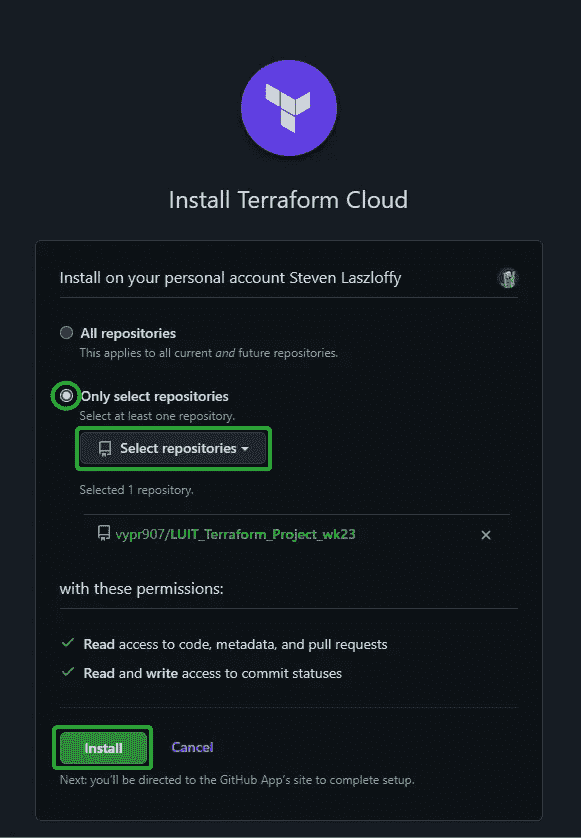 Install Terraform Cloud
Install on your personal account Steven Laszloffy
All repositories
This applies to all current and future repositories.
Only select repositories
Select at least one repository.
Select repositories
Selected 1 repository.
vypr907/LUIT_Terraform_Project_wk23
with these permissions:
Read access to code, metadata, and pull requests
Read and write access to commit statuses
Install Cancel
Next: you'll be directed to the GitHub App's site to complete setup.